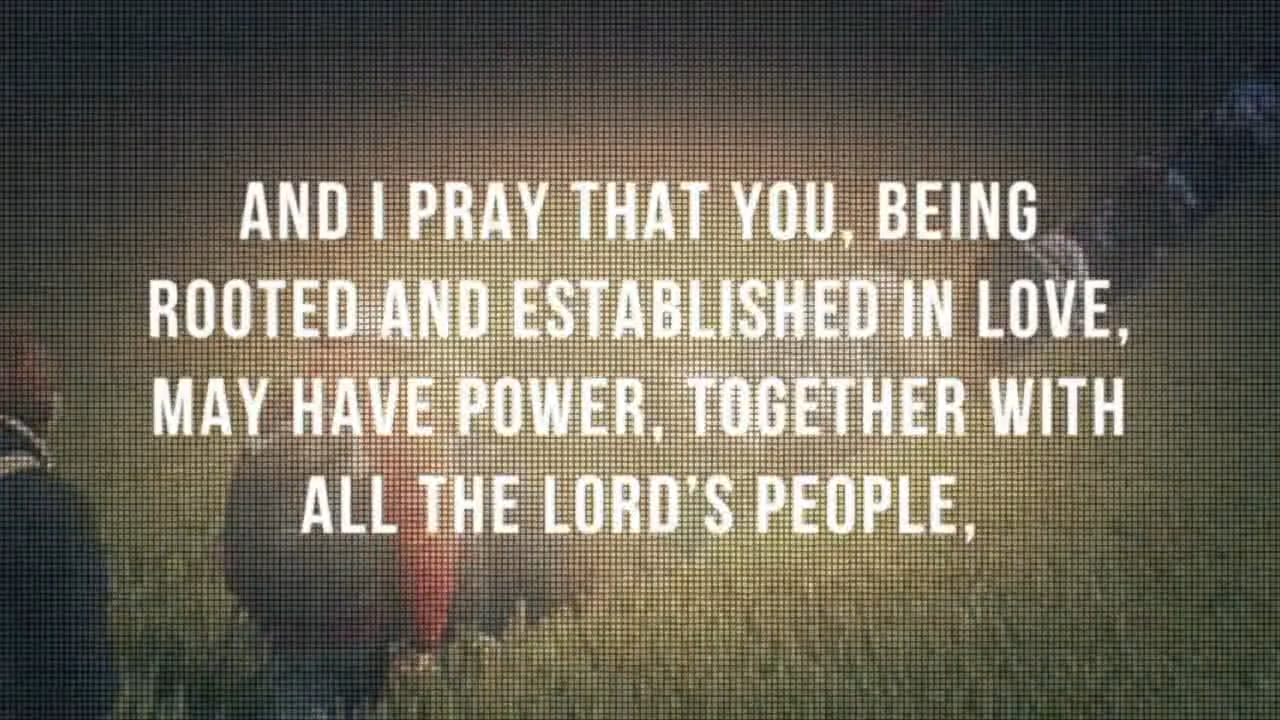 AND I PRAY THAT YOU, BEING
ROOTED AND ESTABLISHED IN LOVE,
MAY HAVE POWER, TOGETHER WITH
ALL THE LORD'S PEOPLE,